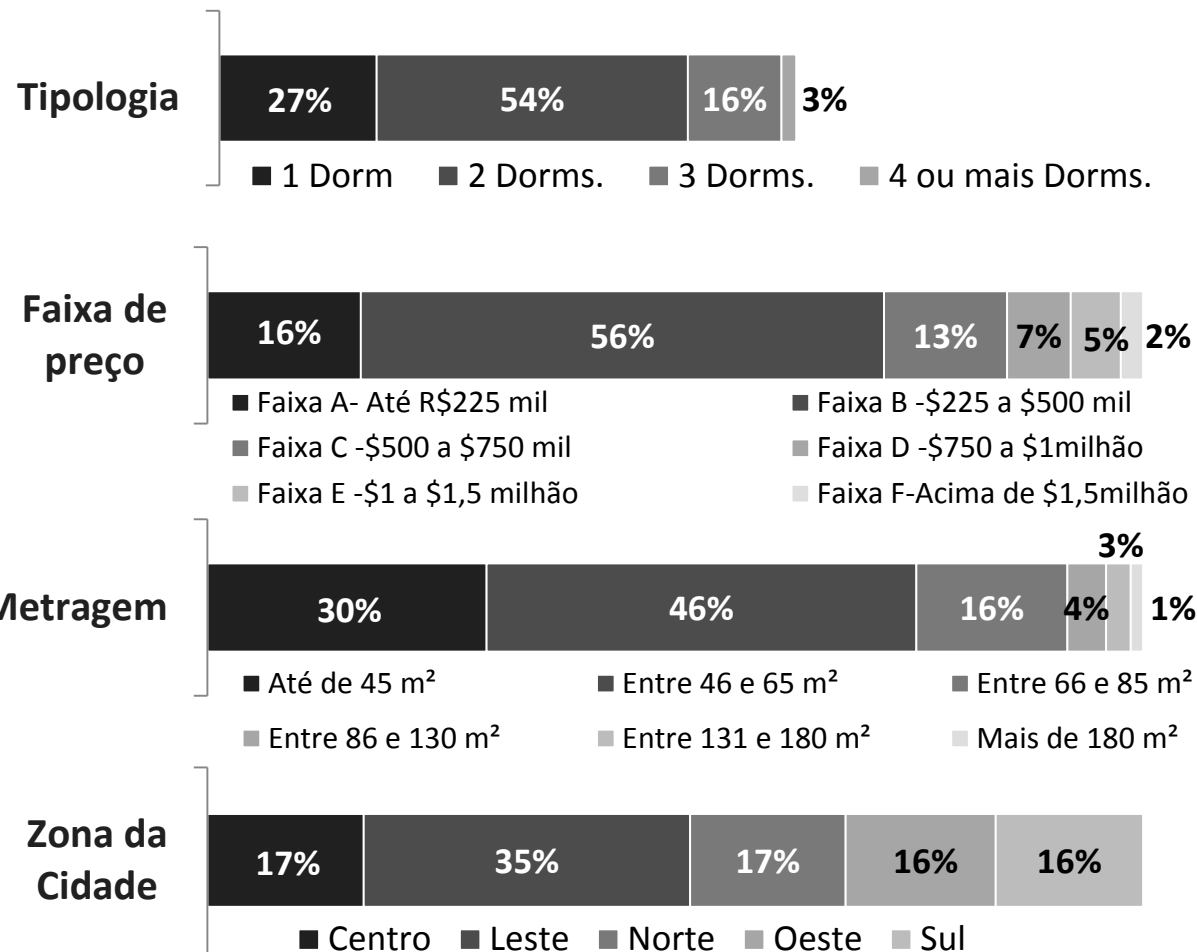 Tipologia
27% 54% 16% 3%
1 Dorm 2 Dorms. 3 Dorms. 4 ou mais Dorms.
Faixa de
preço
16% 56% 13% 7% 5% 2%
Faixa A- Até R$225 mil Faixa B -$225 a $500 mil
Faixa C -$500 a $750 mil Faixa D -$750 a $1milhão
Faixa E -$1 a $1,5 milhão Faixa F-Acima de $1,5milhão
Metragem
30% 46% 16% 4% 3% 1%
Até de 45 m² Entre 46 e 65 m² Entre 66 e 85 m²
Entre 86 e 130 m² Entre 131 e 180 m² Mais de 180 m²
Zona da
Cidade
17% 35% 17% 16% 16%
Centro Leste Norte Oeste Sul